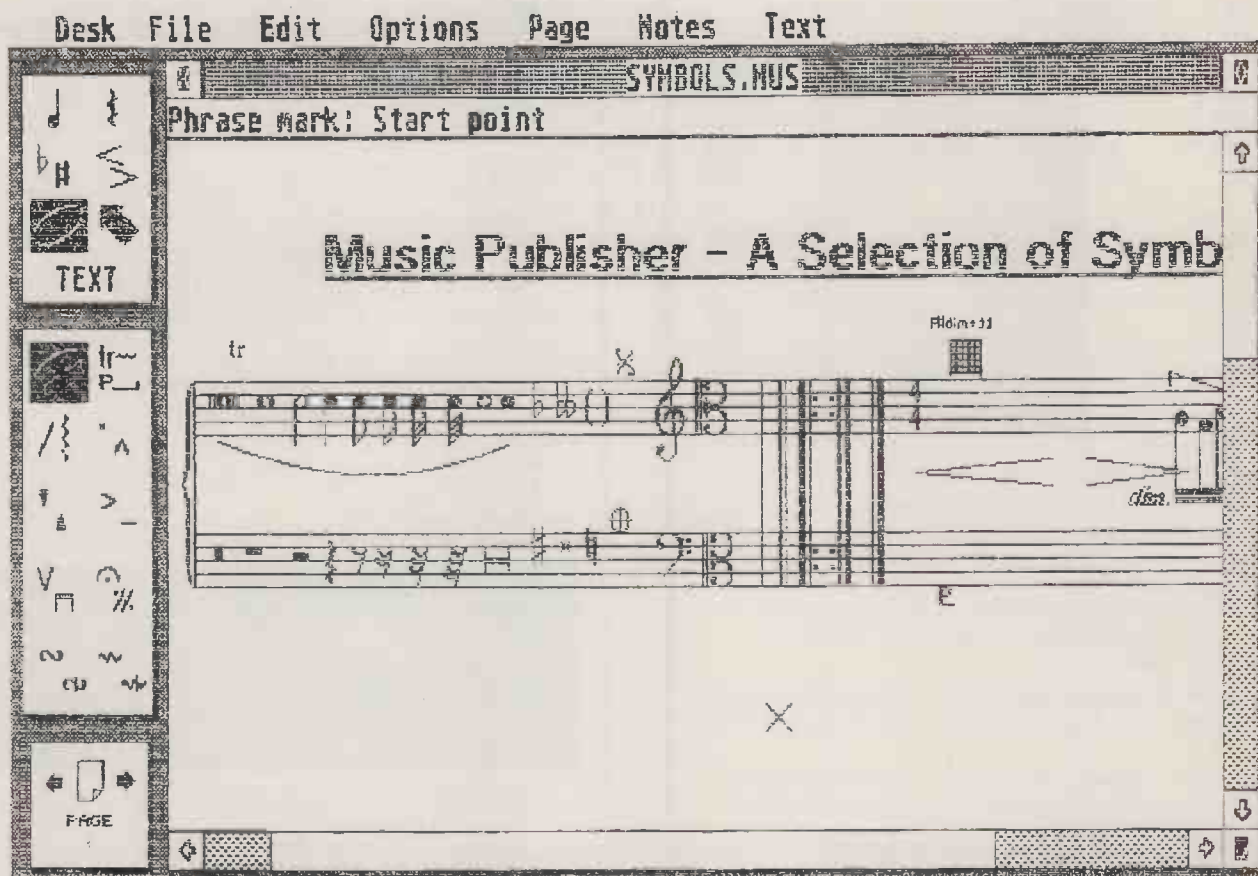 Desk File Edit Options Page Notes Text
SYMBOLS.MUS
Phrase mark: Start point
TEXT
Music Publisher - A Selection of Symb
tr
tr
P
dim.
E
PAGE